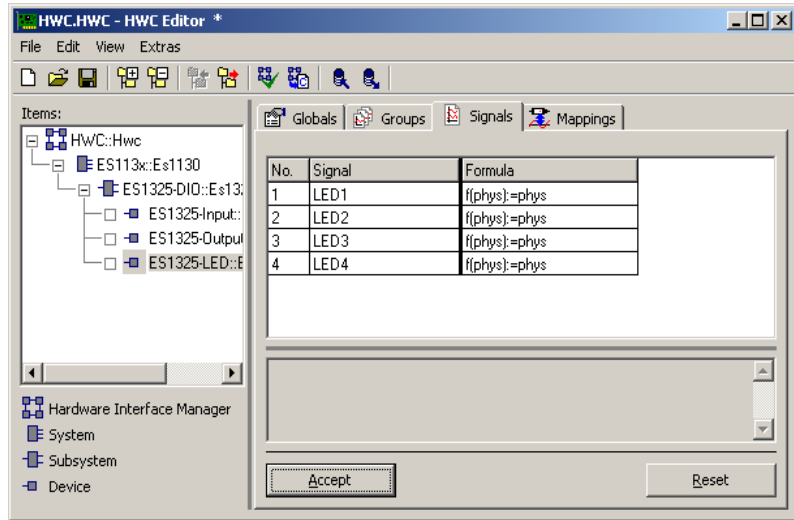 HWC.HWC - HWC Editor *
File Edit View Extras
Items:
HWC::Hwc
ES113x::Es1130
ES1325-DIO::Es13
ES1325-Input::
ES1325-Outpu
ES1325-LED::E
Hardware Interface Manager
System
Subsystem
Device
Globals Groups Signals Mappings
No. Signal Formula
1 LED1 f(phys):=phys
2 LED2 f(phys):=phys
3 LED3 f(phys):=phys
4 LED4 f(phys):=phys
Accept Reset